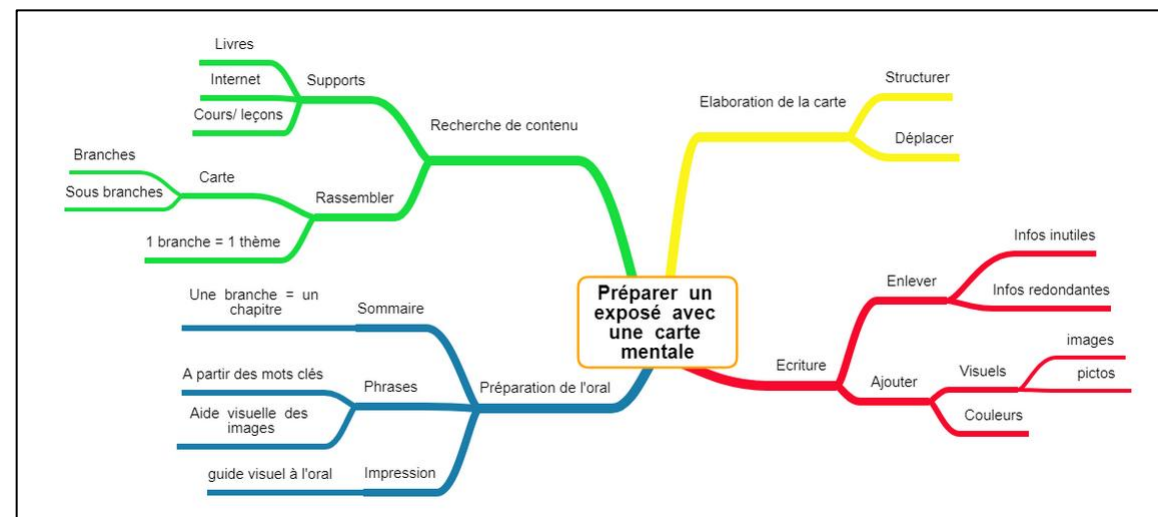 Préparer un
exposé avec
une carte
mentale
Recherche de contenu
Supports
Livres
Internet
Cours/ leçons
Rassembler
Carte
Branches
Sous branches
1 branche = 1 thème
Elaboration de la carte
Structurer
Déplacer
Ecriture
Enlever
Infos inutiles
Infos redondantes
Ajouter
Visuels
images
pictos
Couleurs
Préparation de l'oral
Sommaire
Une branche = un
chapitre
Phrases
A partir des mots clés
Aide visuelle des
images
Impression
guide visuel à l'oral